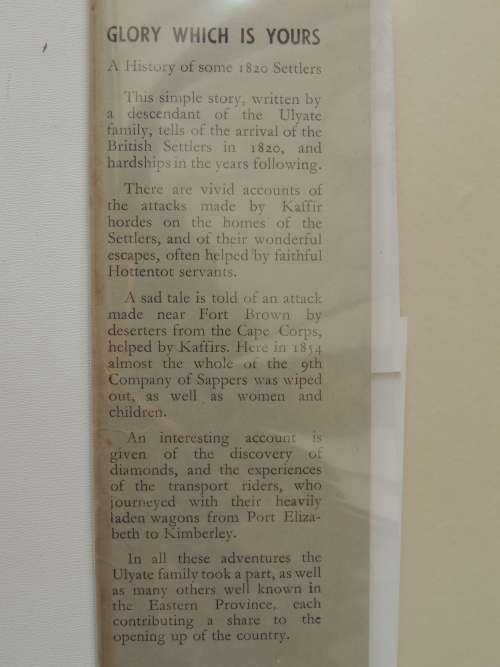 GLORY WHICH IS YOURS
A History of some 1820 Settlers
This simple story, written by
a descendant of the Ulyate
family, tells of the arrival of the
British Settlers in 1820, and
hardships in the years following.
There are vivid accounts of
the attacks made by Kaffir
hordes on the homes of the
Settlers, and of their wonderful
escapes, often helped by faithful
Hottentot servants.
A sad tale is told of an attack
made near Fort Brown by
deserters from the Cape Corps,
helped by Kaffirs. Here in 1854
almost the whole of the 9th
Company of Sappers was wiped
out, as well as women and
children.
An interesting account is
given of the discovery of
diamonds, and the experiences
of the transport riders, who
journeyed with their heavily
laden wagons from Port Eliza-
beth to Kimberley.
In all these adventures the
Ulyate family took a part, as well
as many others well known in
the Eastern Province, each
contributing a share to the
opening up of the country.